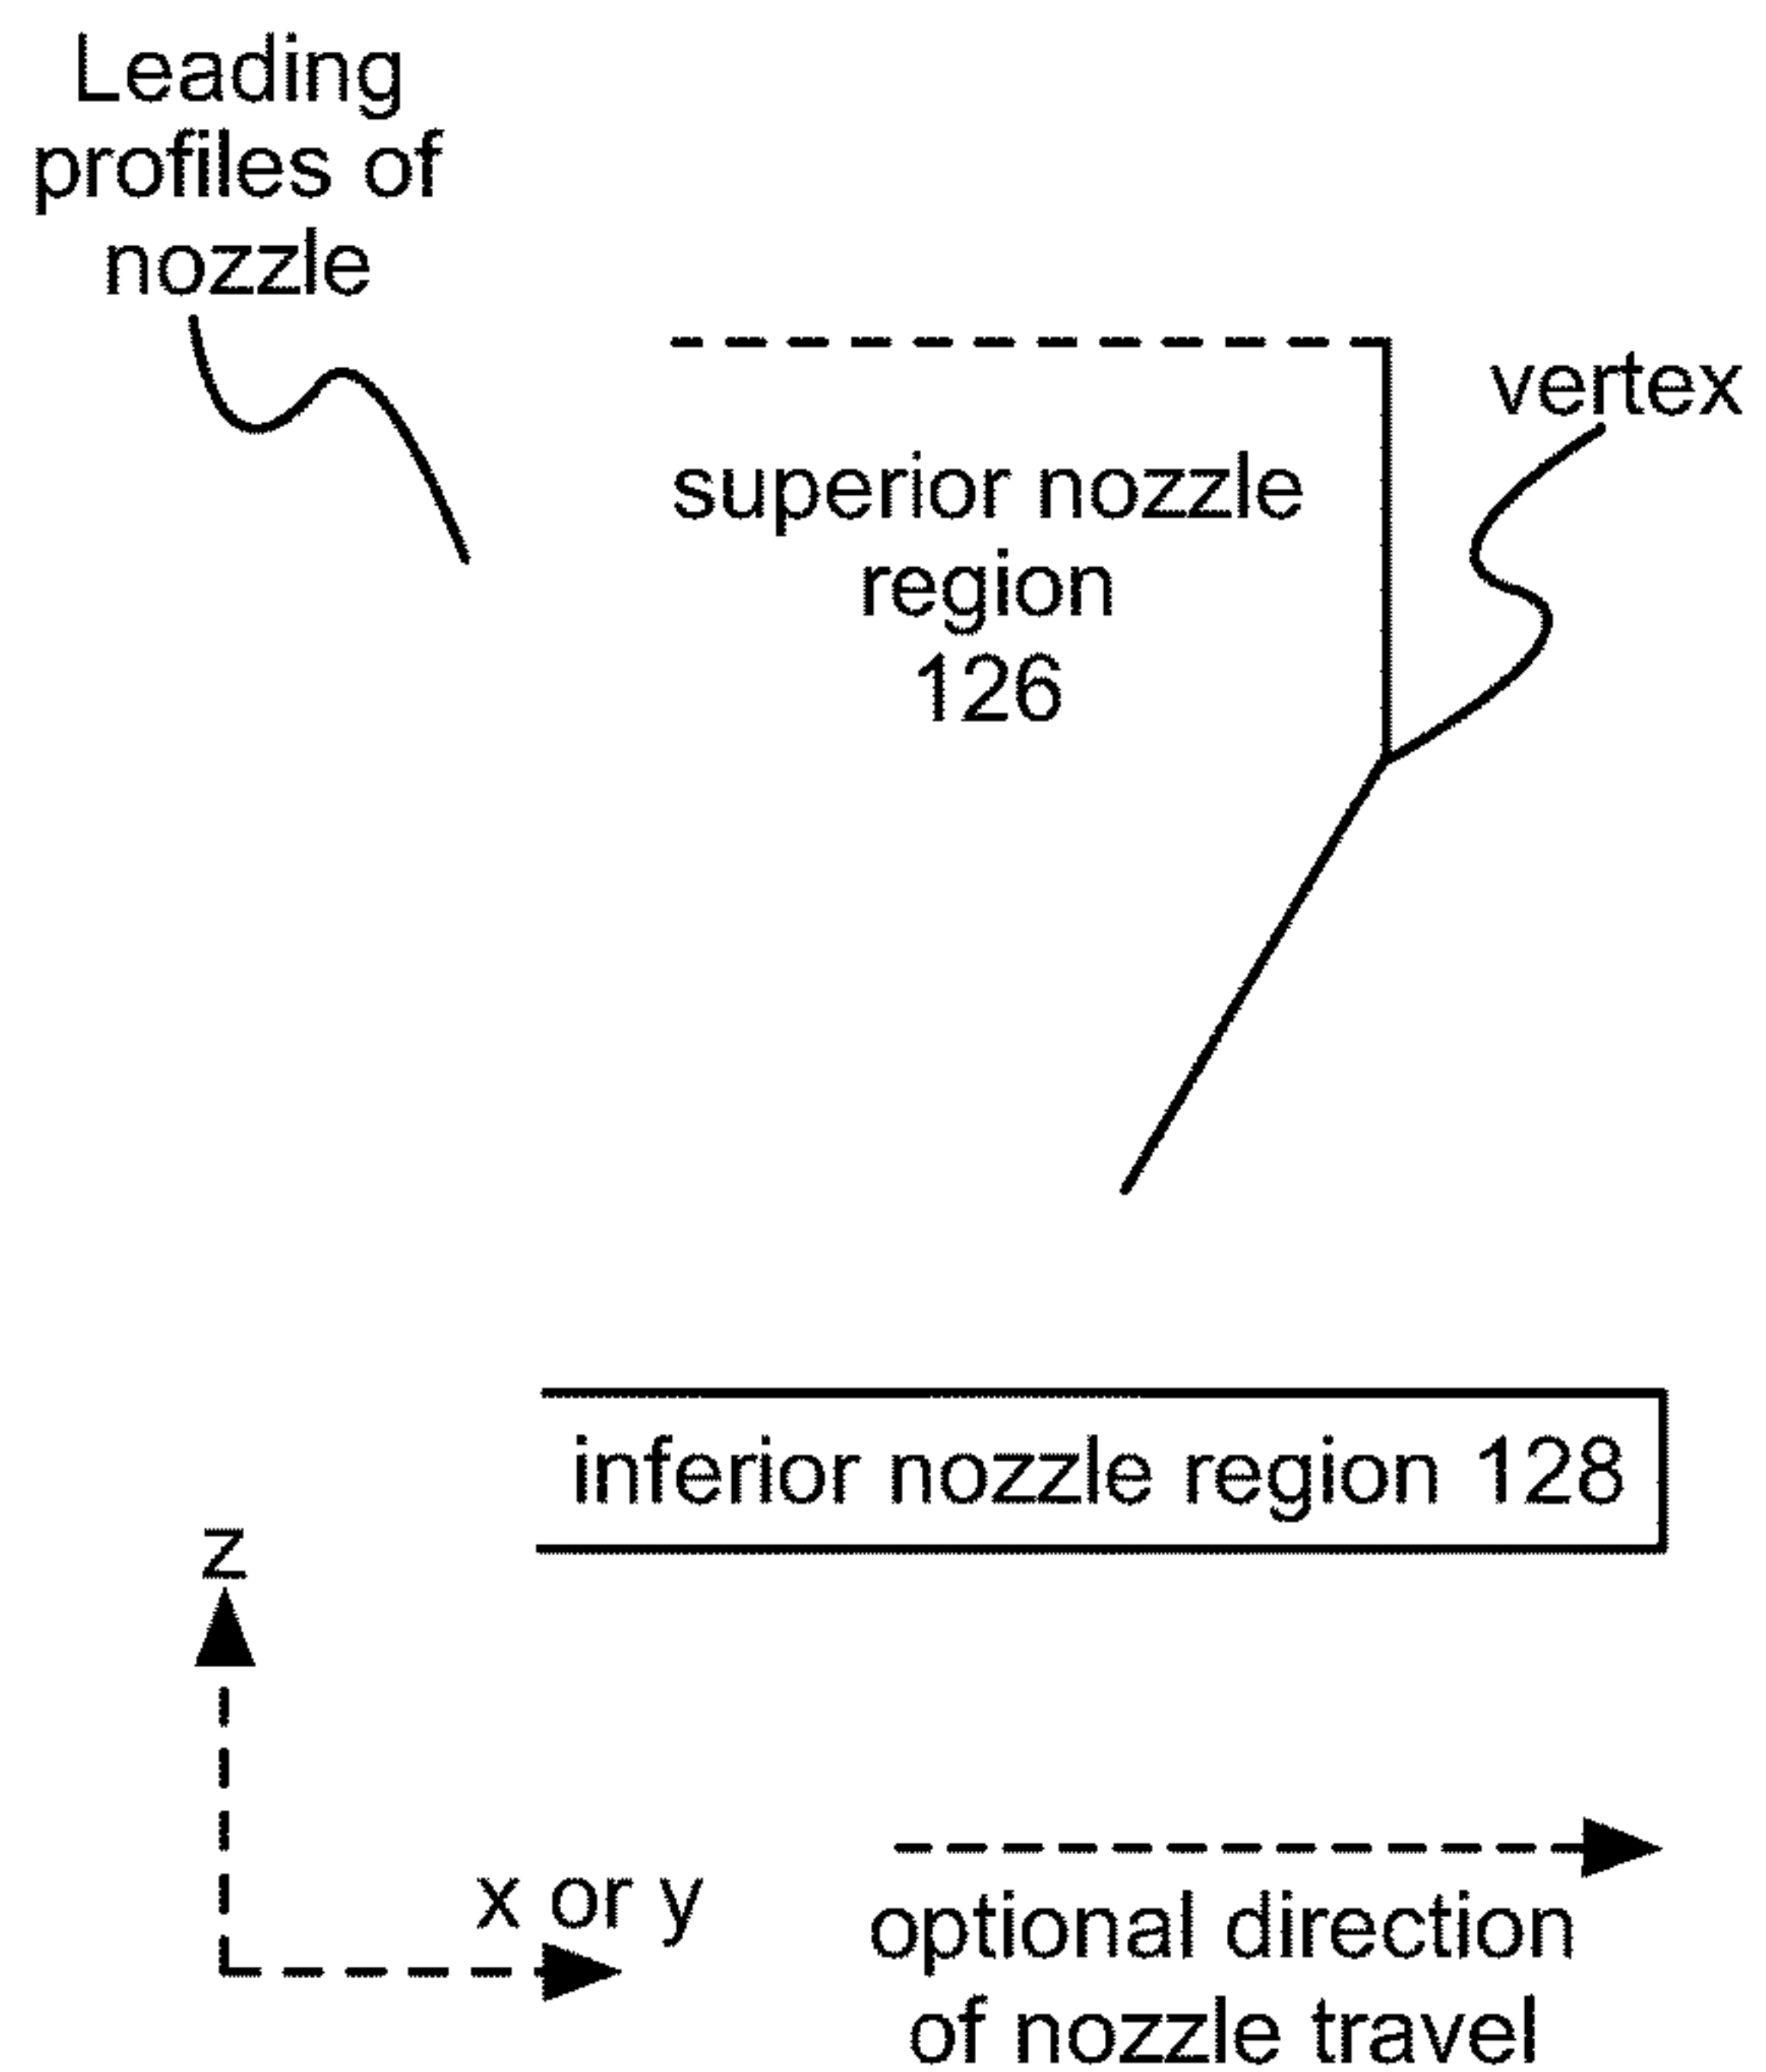 Leading
profiles of
nozzle
vertex
superior nozzle
region
126
inferior nozzle region 128
z
x or y
optional direction
of nozzle travel